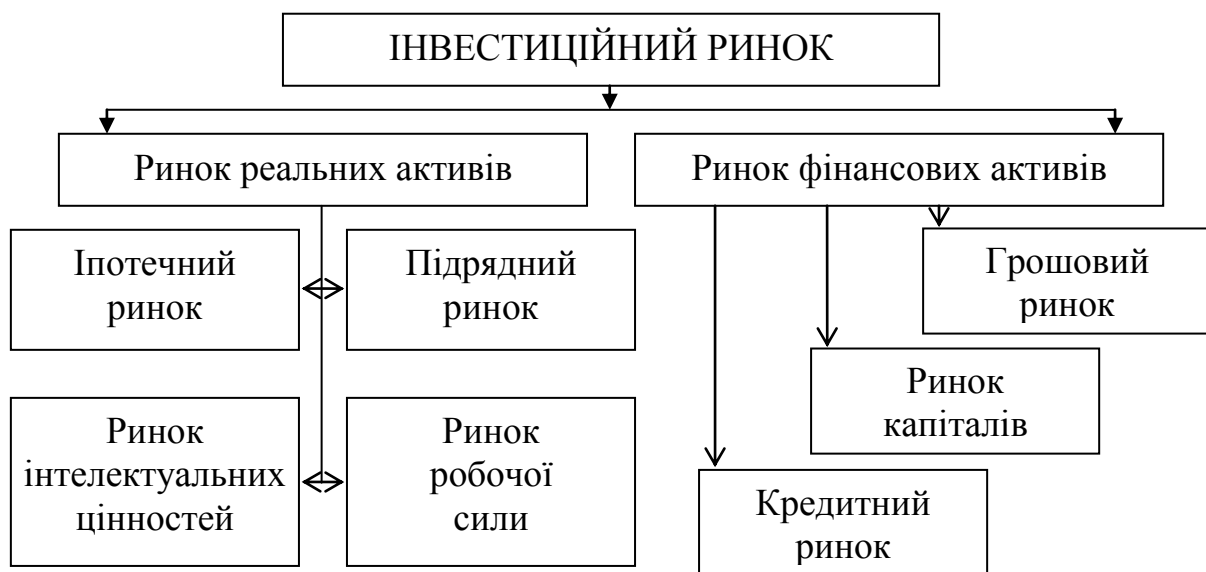 ІНВЕСТИЦІЙНИЙ РИНОК
Ринок реальних активів
Ринок фінансових активів
Іпотечний
ринок
Підрядний
ринок
Грошовий
ринок
Ринок
капіталів
Ринок
інтелектуальних
цінностей
Ринок
робочої
сили
Кредитний
ринок